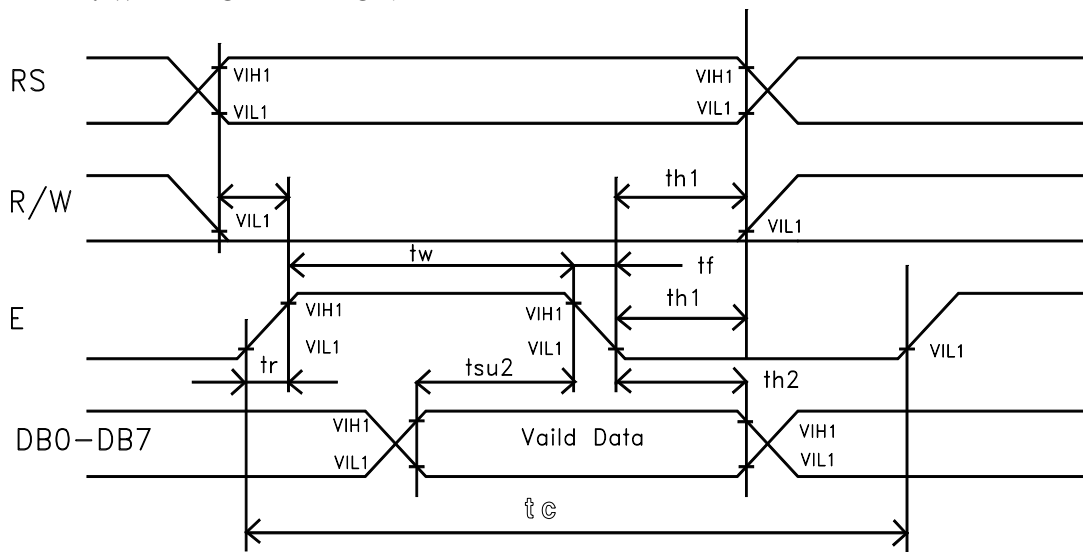 RS
VIH1
VIH1
VIL1
VIL1
R/W
th1
VIL1
VIL1
tw
tf
E
VIH1
VIH1
th1
VIL1
VIL1
VIL1
tr
tsu2
th2
DB0-DB7
VIH1
Vaild Data
VIH1
VIL1
VIL1
tc